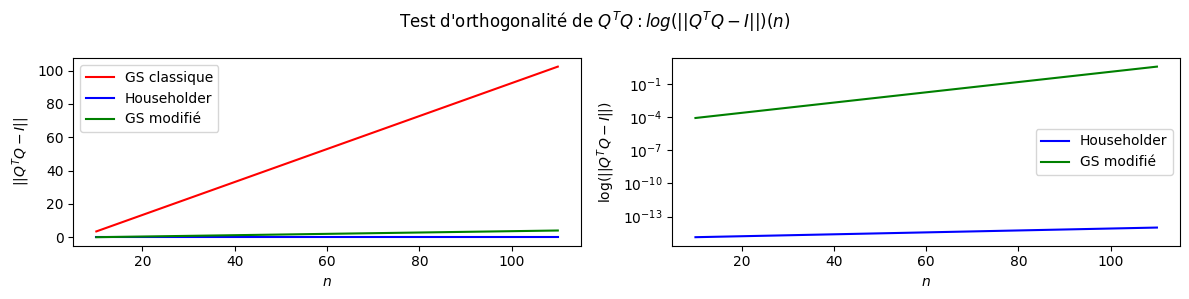 Test d'orthogonalité de $Q^TQ : log(||Q^TQ - I||)(n)$
100
80
60
40
20
0
||Q^TQ - I||
GS classique
Householder
GS modifié
20 40 60 80 100
n
10^{-1}
10^{-4}
10^{-7}
10^{-10}
10^{-13}
log(||Q^TQ - I||)
Householder
GS modifié
20 40 60 80 100
n